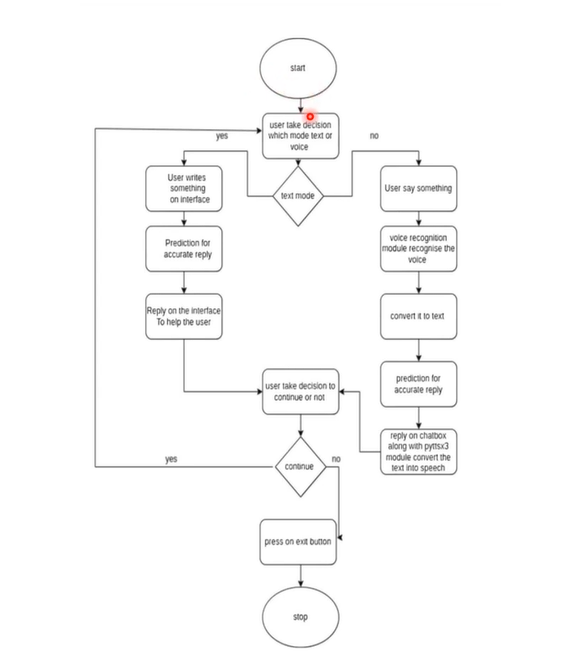 start
user take decision
which mode text or
voice
yes
no
text mode
User writes
something
on interface
User say something
Prediction for
accurate reply
voice recognition
module recognise the
voice
Reply on the interface
To help the user
convert it to text
user take decision to
continue or not
prediction for
accurate reply
reply on chatbox
along with pyttsx3
module convert the
text into speech
yes
continue
no
press on exit button
stop